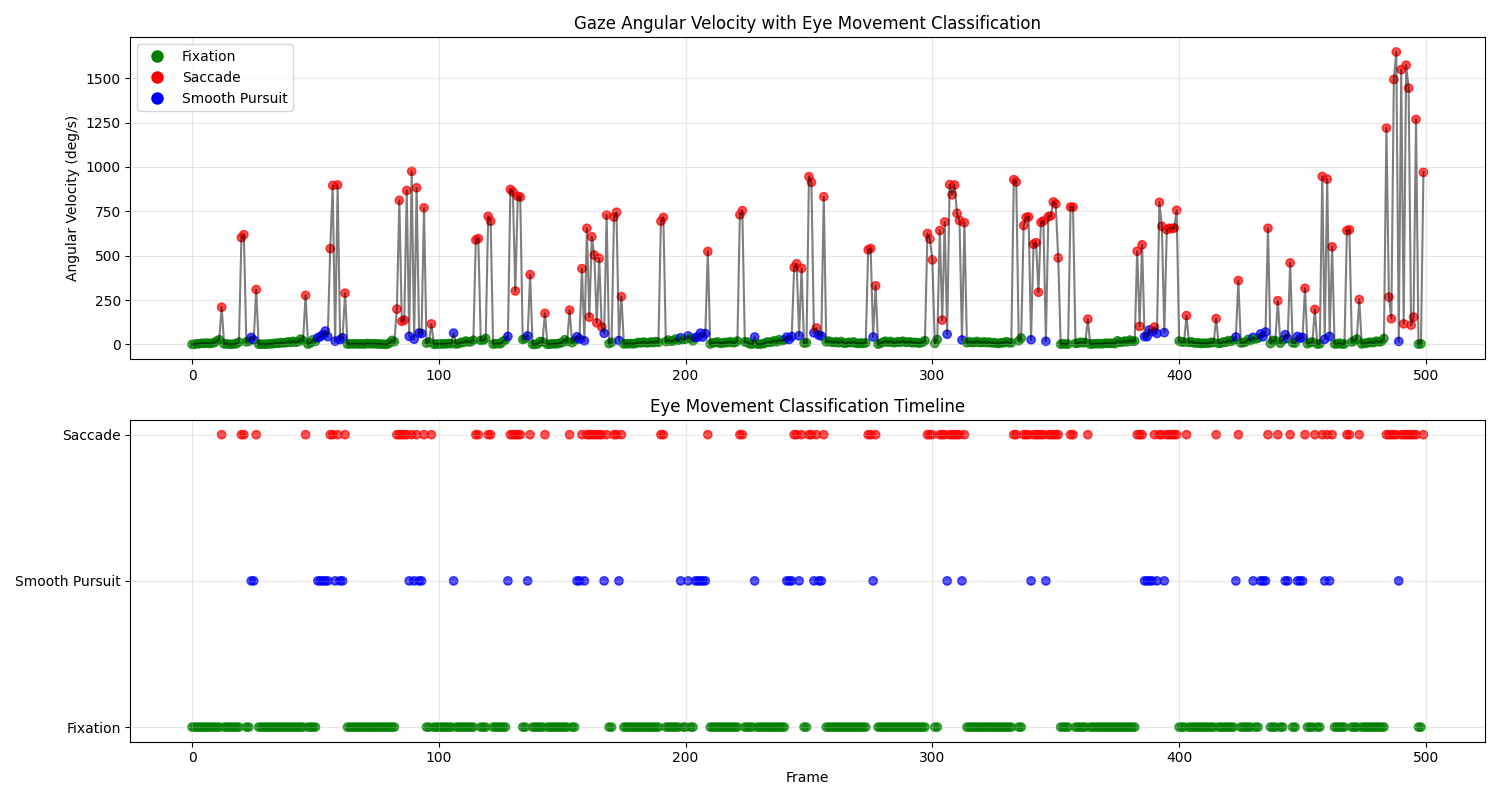 Gaze Angular Velocity with Eye Movement Classification
Fixation
Saccade
Smooth Pursuit
Angular Velocity (deg/s)
1500
1250
1000
750
500
250
0
0 100 200 300 400 500
Eye Movement Classification Timeline
Saccade
Smooth Pursuit
Fixation
0 100 200 300 400 500
Frame